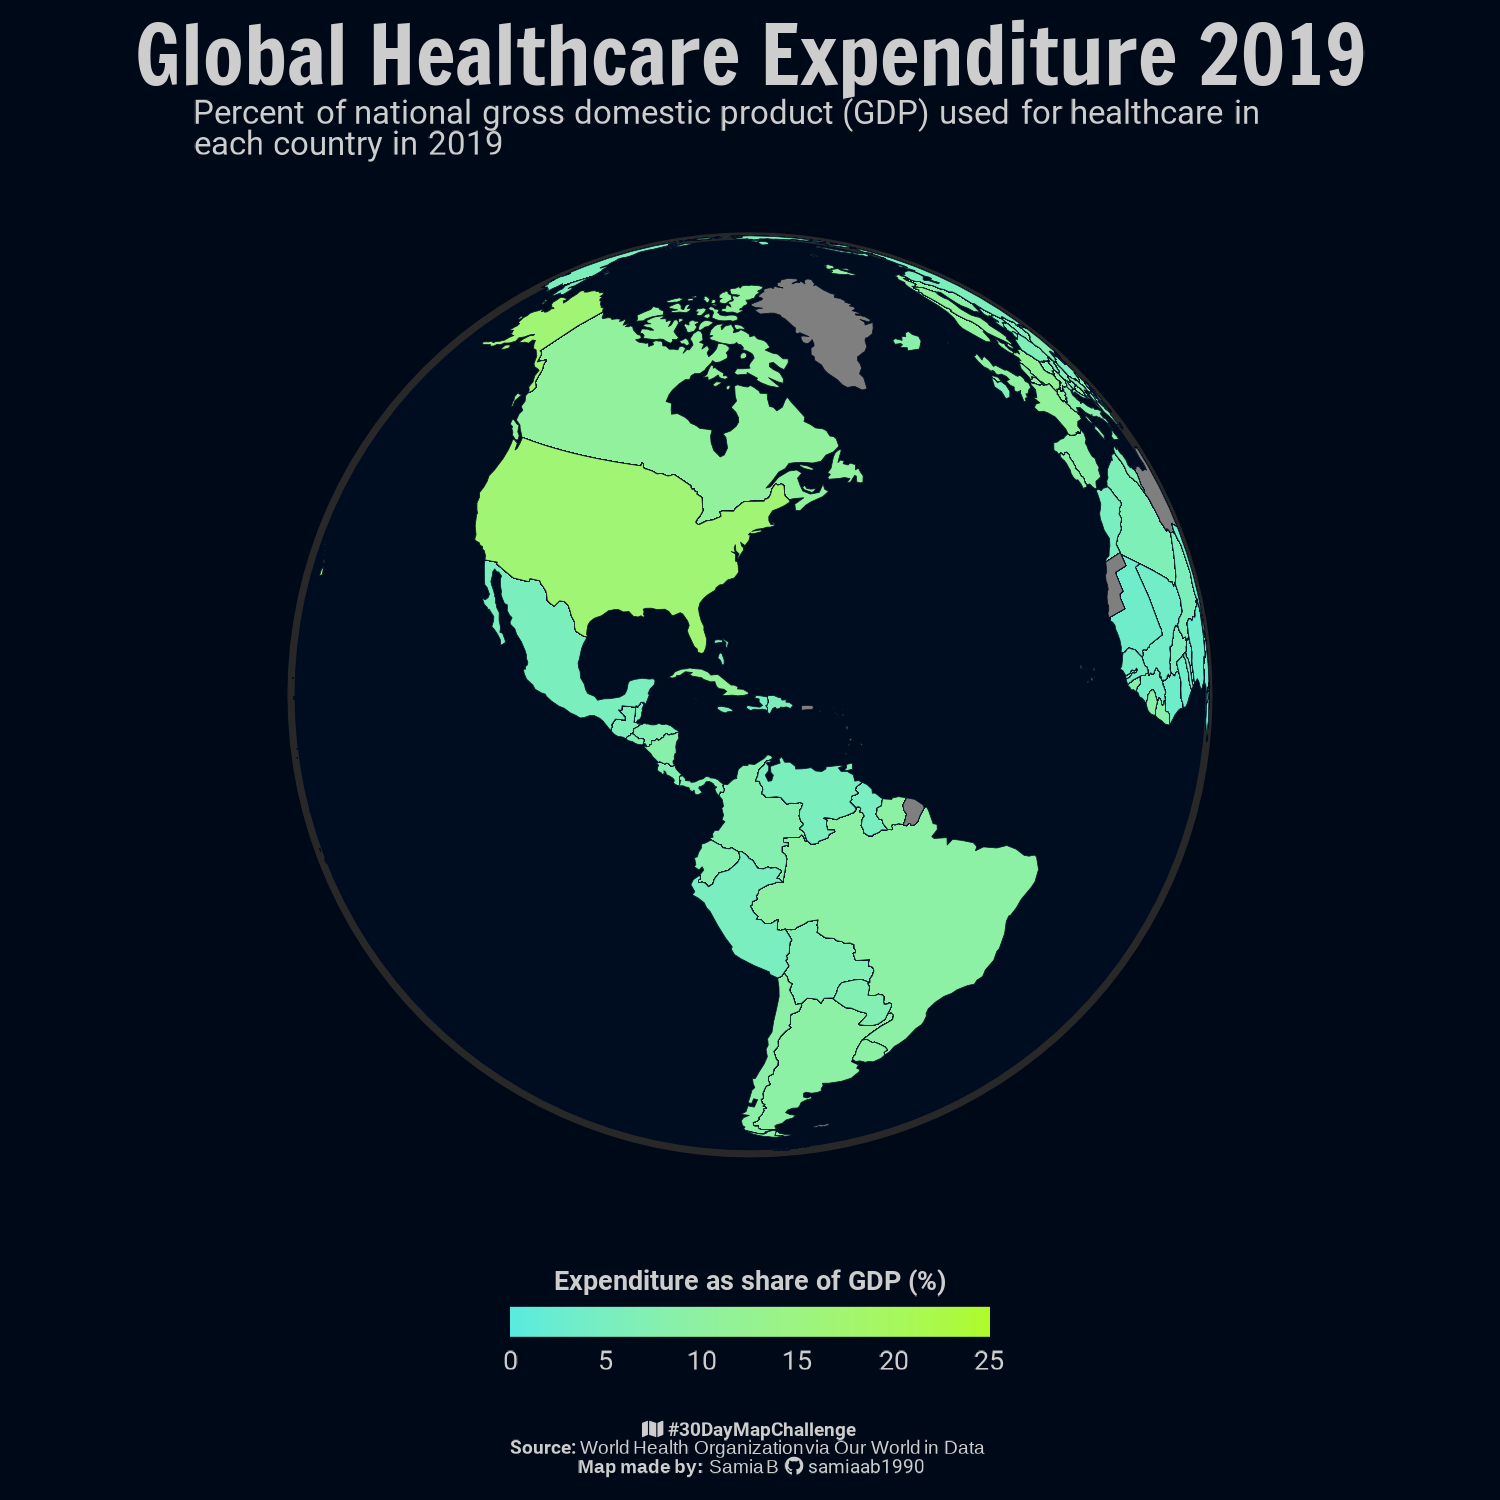 Global Healthcare Expenditure 2019
Percent of national gross domestic product (GDP) used for healthcare in
each country in 2019
Expenditure as share of GDP (%)
0 5 10 15 20 25
#30DayMapChallenge
Source: World Health Organization via Our World in Data
Map made by: Samia B samiaab1990